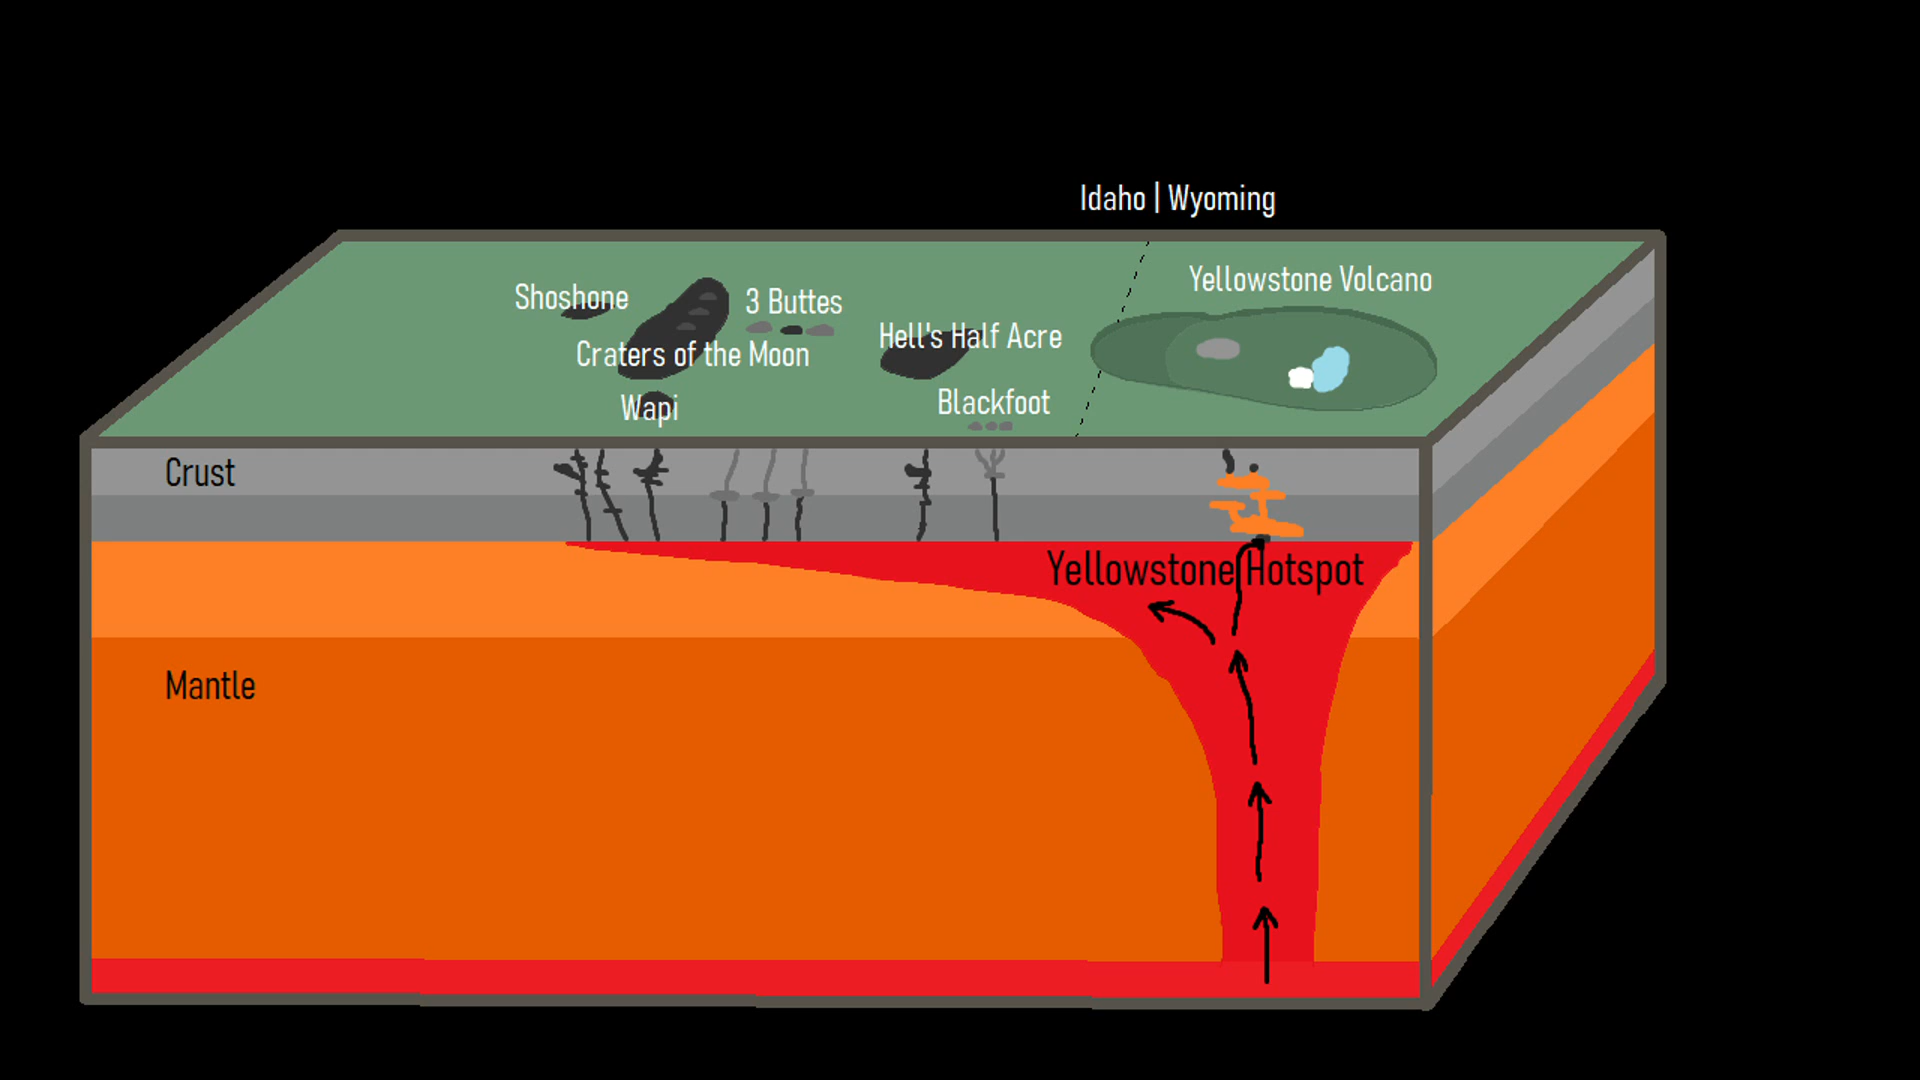 Idaho | Wyoming
Yellowstone Volcano
Shoshone
3 Buttes
Hell's Half Acre
Craters of the Moon
Wapi
Blackfoot
Crust
Yellowstone Hotspot
Mantle